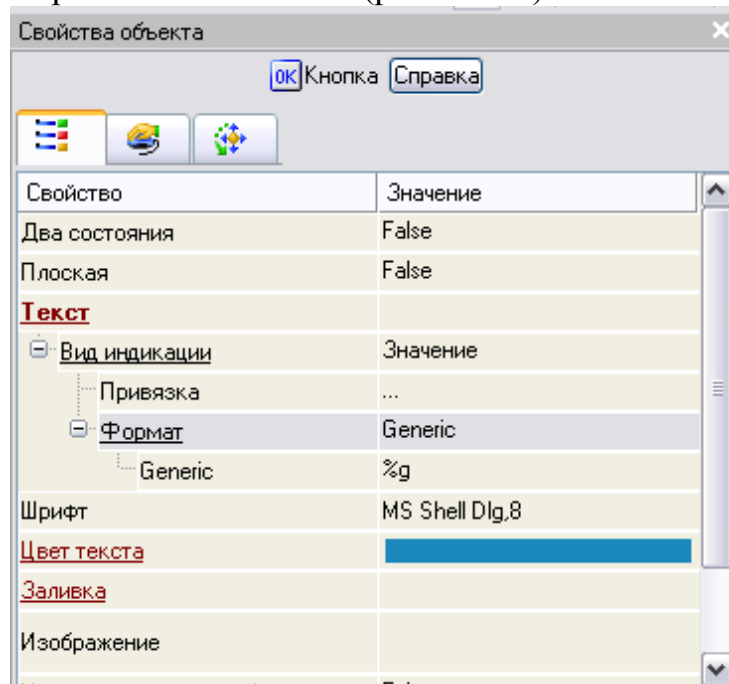 Свойства объекта
OK Кнопка Справка
Свойство Значение
Два состояния False
Плоская False
Текст
Вид индикации Значение
Привязка ...
Формат Generic
Generic %g
Шрифт MS Shell Dlg,8
Цвет текста
Заливка
Изображение